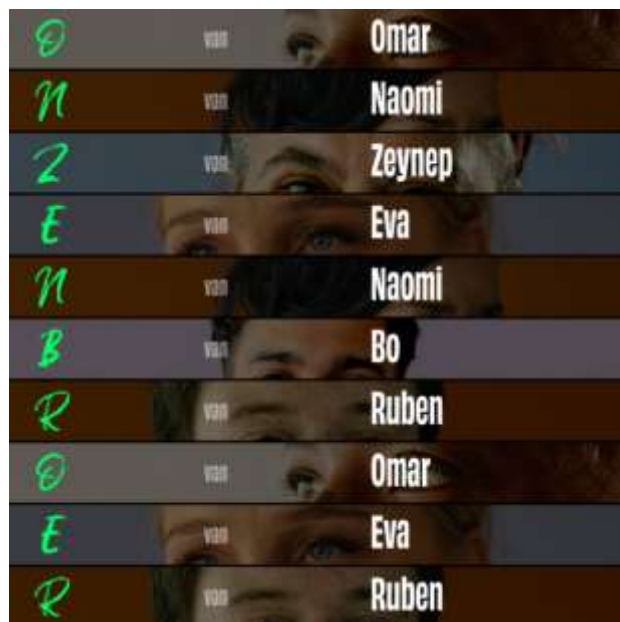 O van Omar
N van Naomi
Z van Zeynep
E van Eva
N van Naomi
B van Bo
R van Ruben
O van Omar
E van Eva
R van Ruben